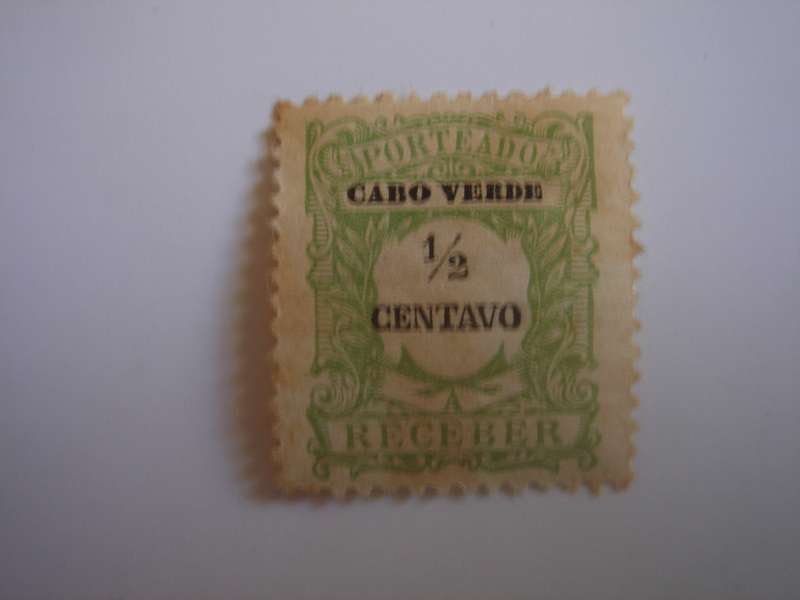 PORTEADO
CABO VERDE
1/2
CENTAVO
A
RECEBER